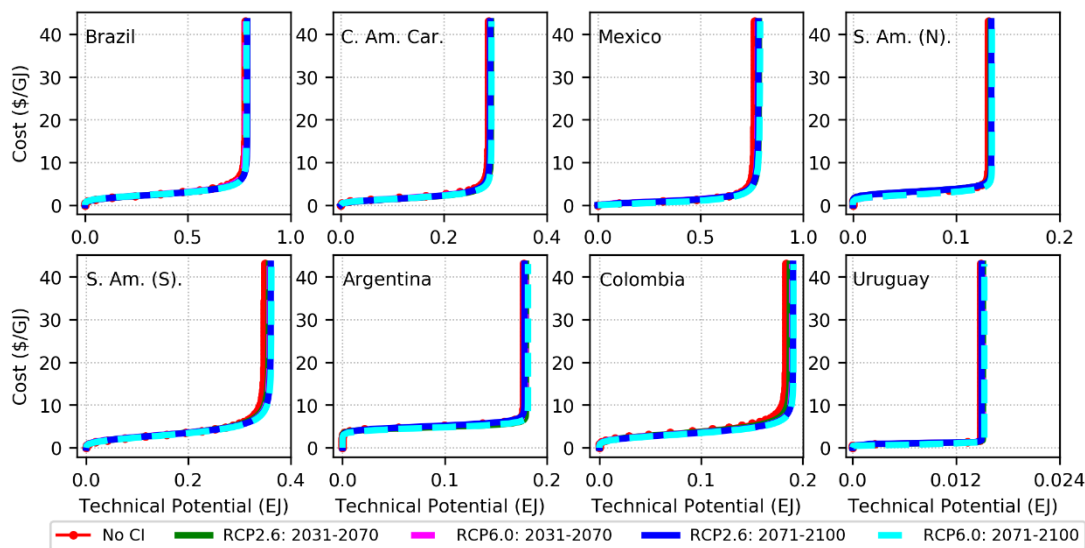 Cost ($/GJ)
40
30
20
10
0
Brazil
0.0 0.5 1.0
C. Am. Car.
0.0 0.2 0.4
Mexico
0.0 0.5 1.0
S. Am. (N).
0.0 0.1 0.2
Cost ($/GJ)
40
30
20
10
0
S. Am. (S).
0.0 0.2 0.4
Technical Potential (EJ)
Argentina
0.0 0.1 0.2
Technical Potential (EJ)
Colombia
0.0 0.1 0.2
Technical Potential (EJ)
Uruguay
0.0 0.012 0.024
Technical Potential (EJ)
No CI RCP2.6: 2031-2070 RCP6.0: 2031-2070 RCP2.6: 2071-2100 RCP6.0: 2071-2100